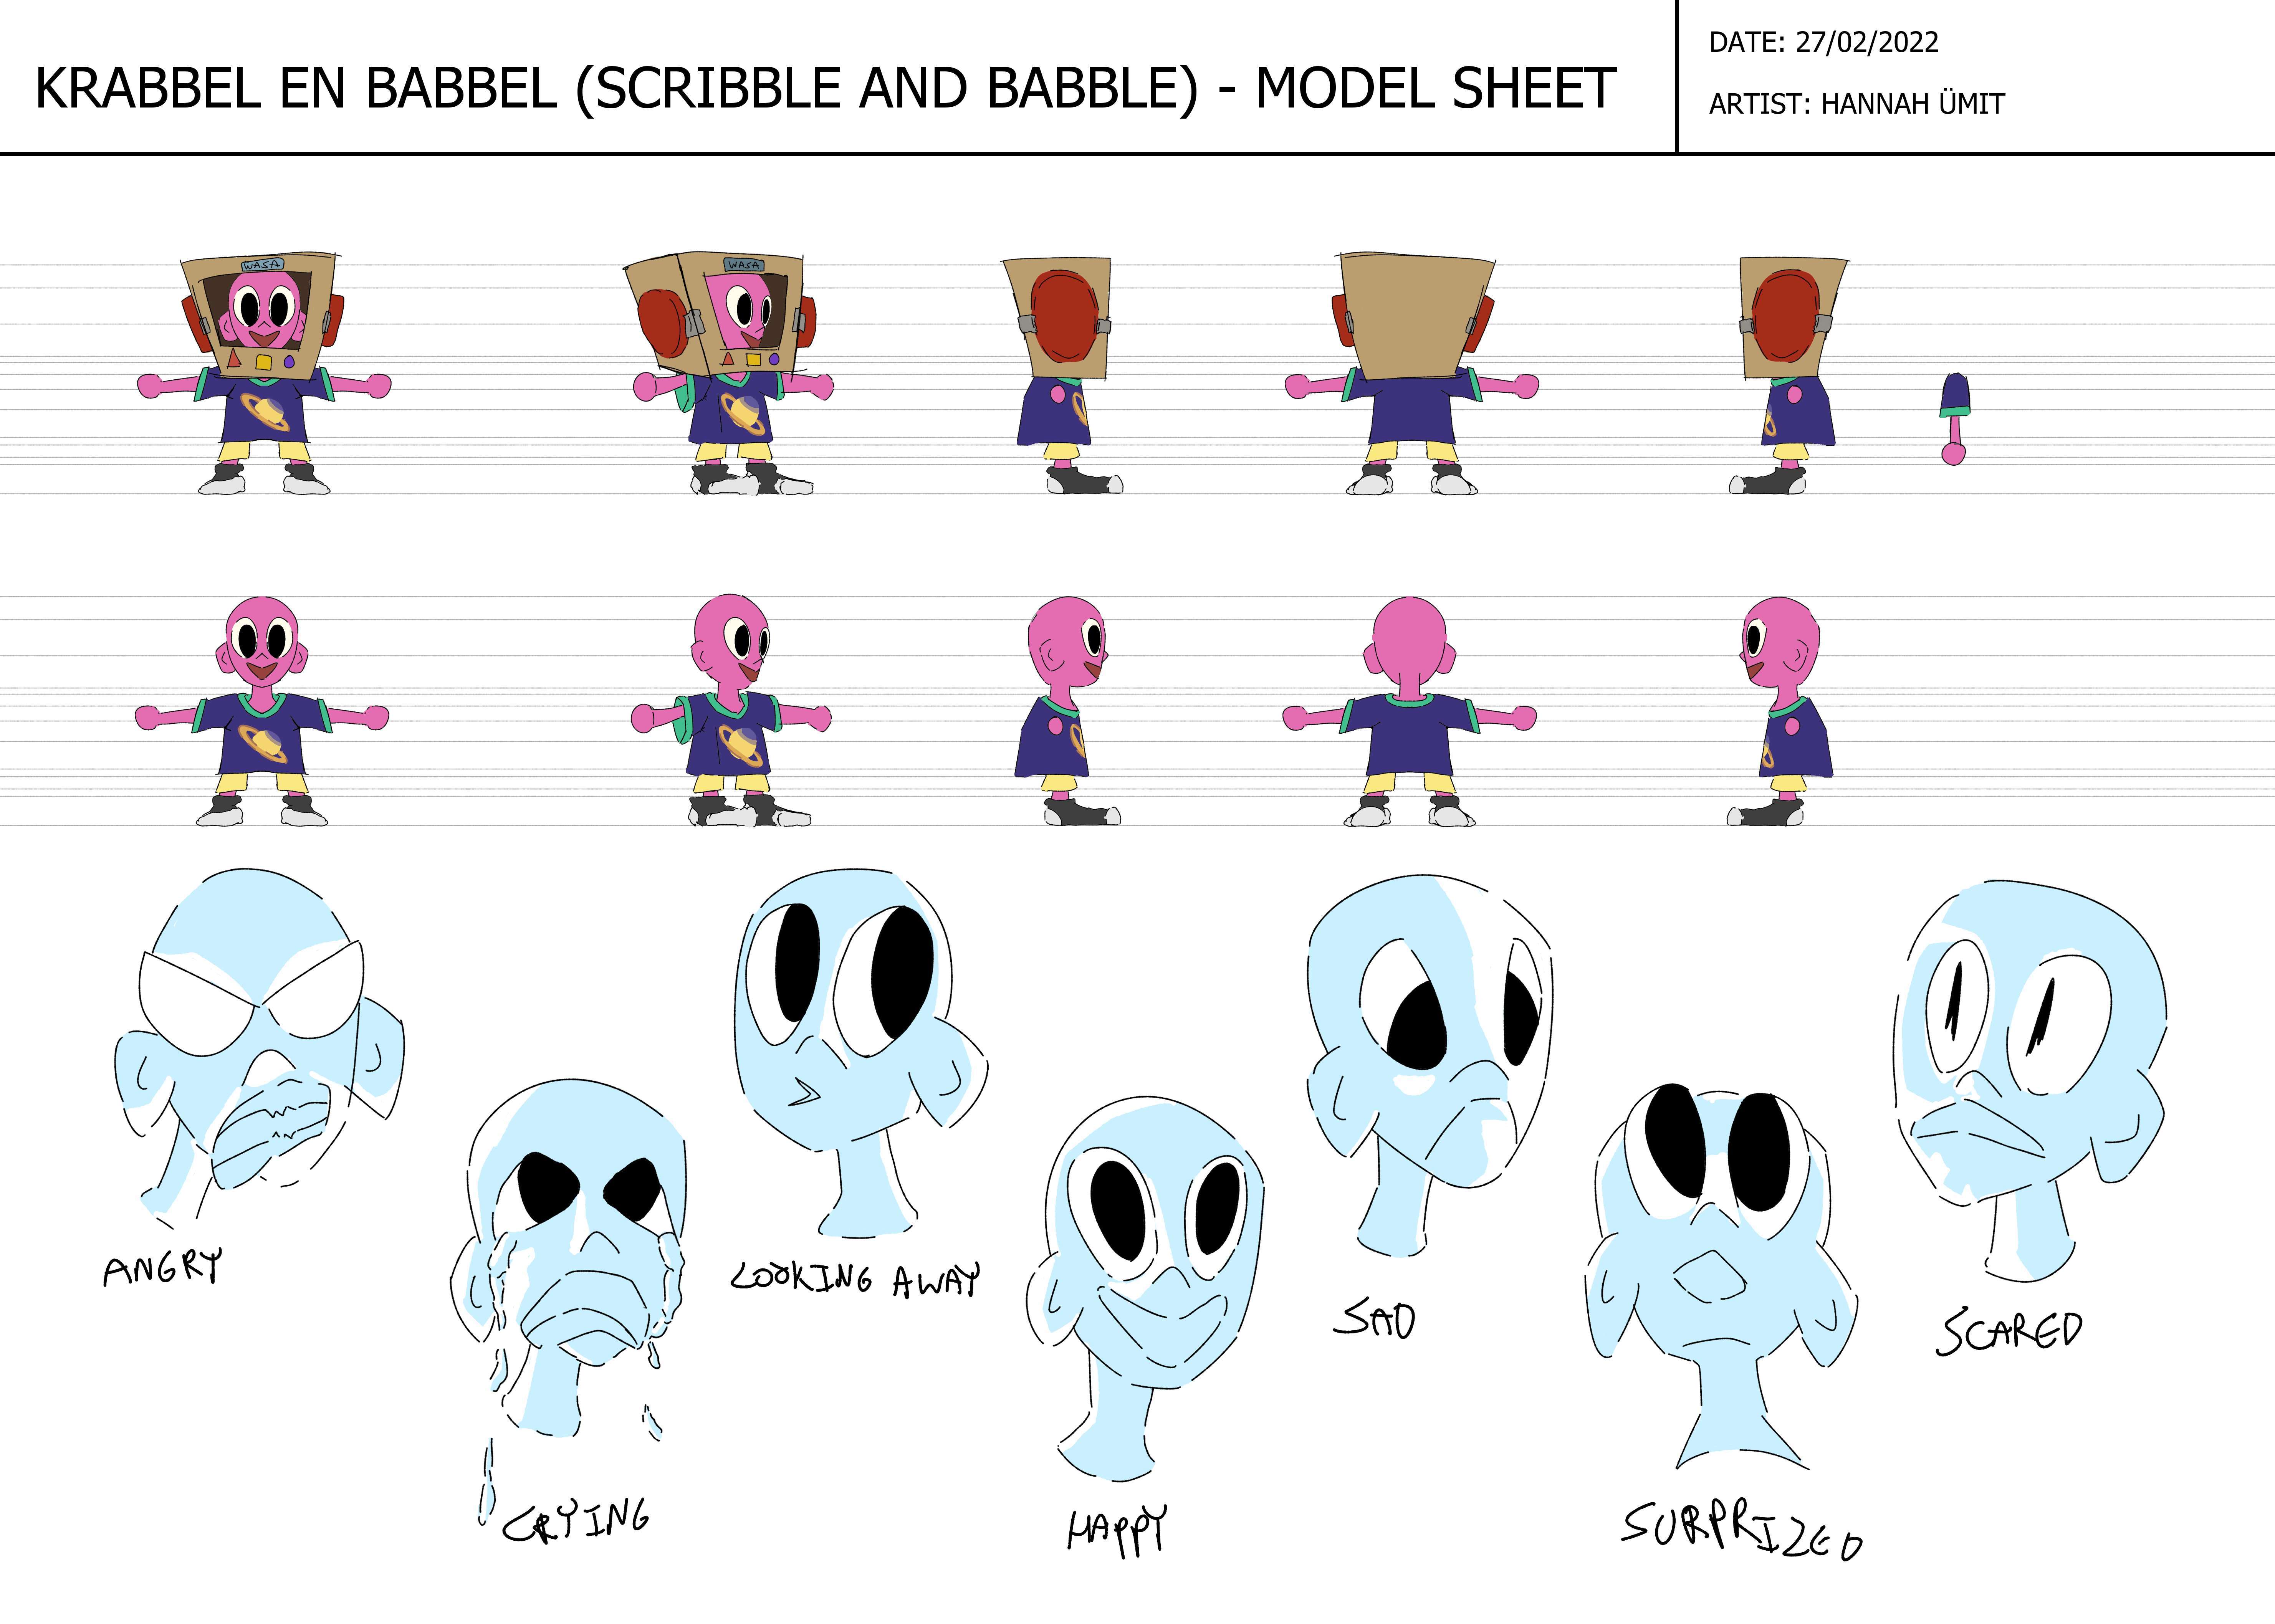 KRABBEL EN BABBEL (SCRIBBLE AND BABBLE) - MODEL SHEET
DATE: 27/02/2022
ARTIST: HANNAH ÜMIT
WASA
WASA
ANGRY
CRYING
LOOKING AWAY
HAPPY
SAD
SURPRIZED
SCARED